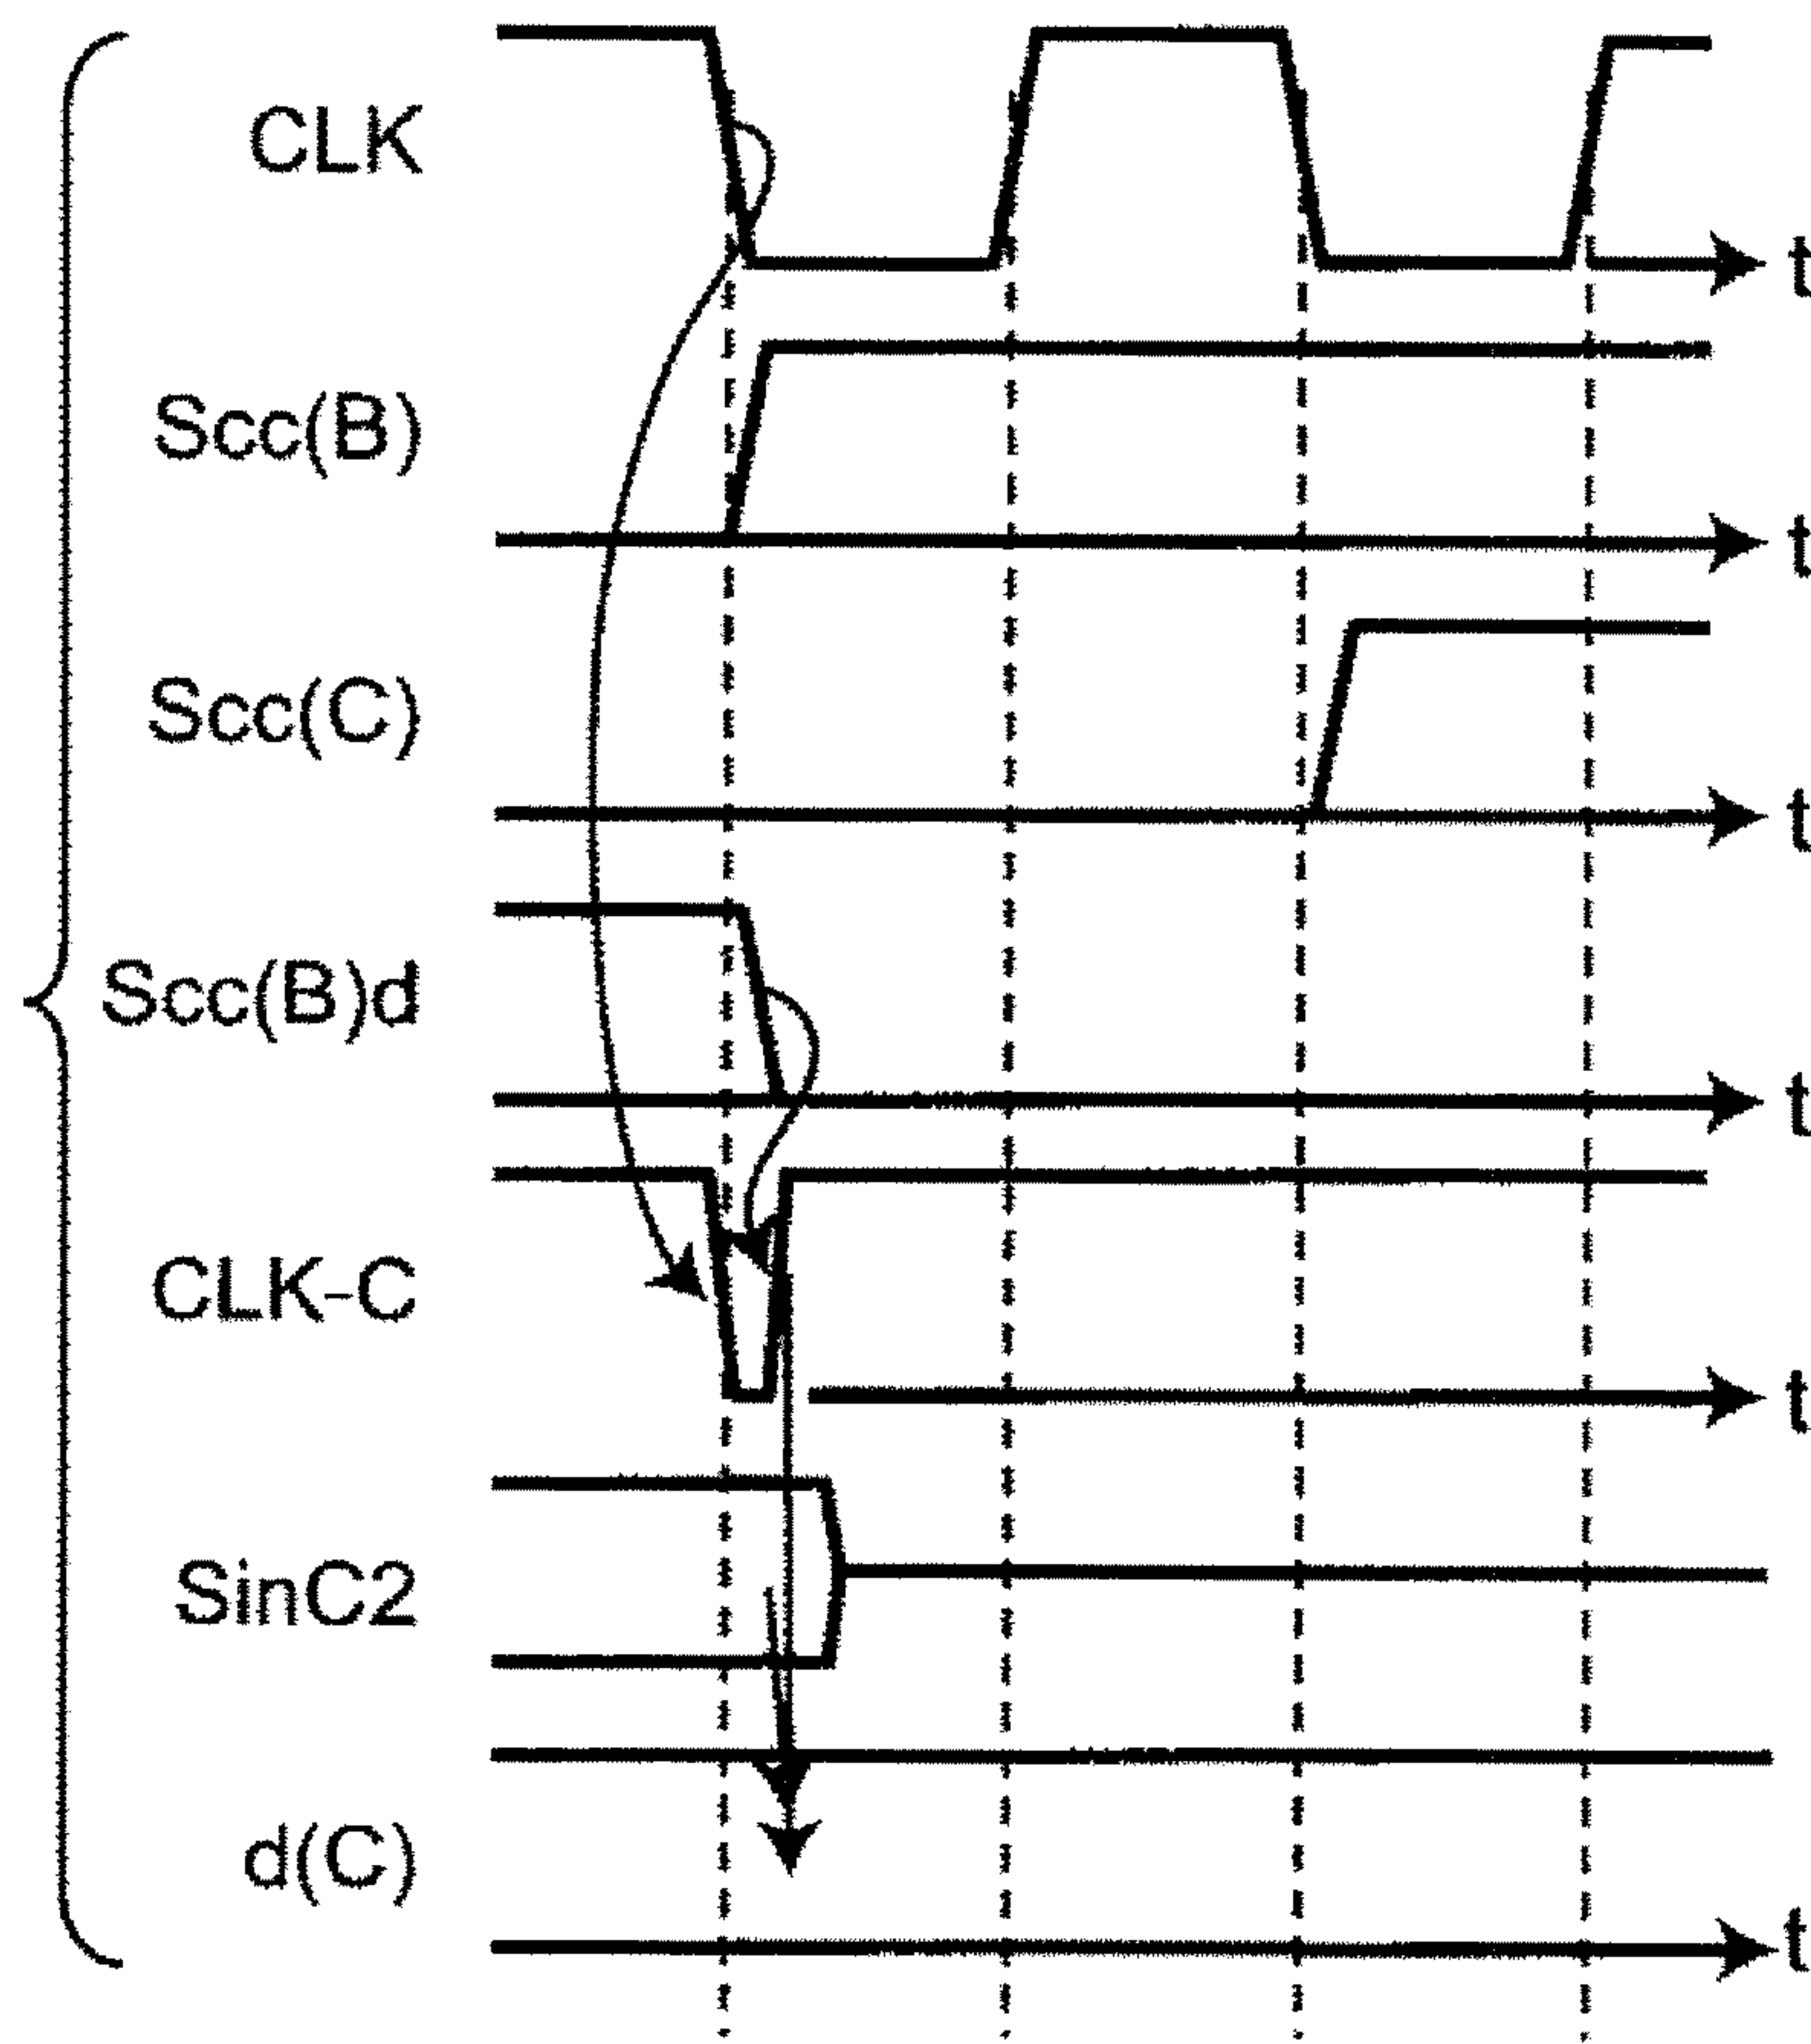 CLK
t
Scc(B)
t
Scc(C)
t
Scc(B)d
t
CLK-C
t
SinC2
d(C)
t